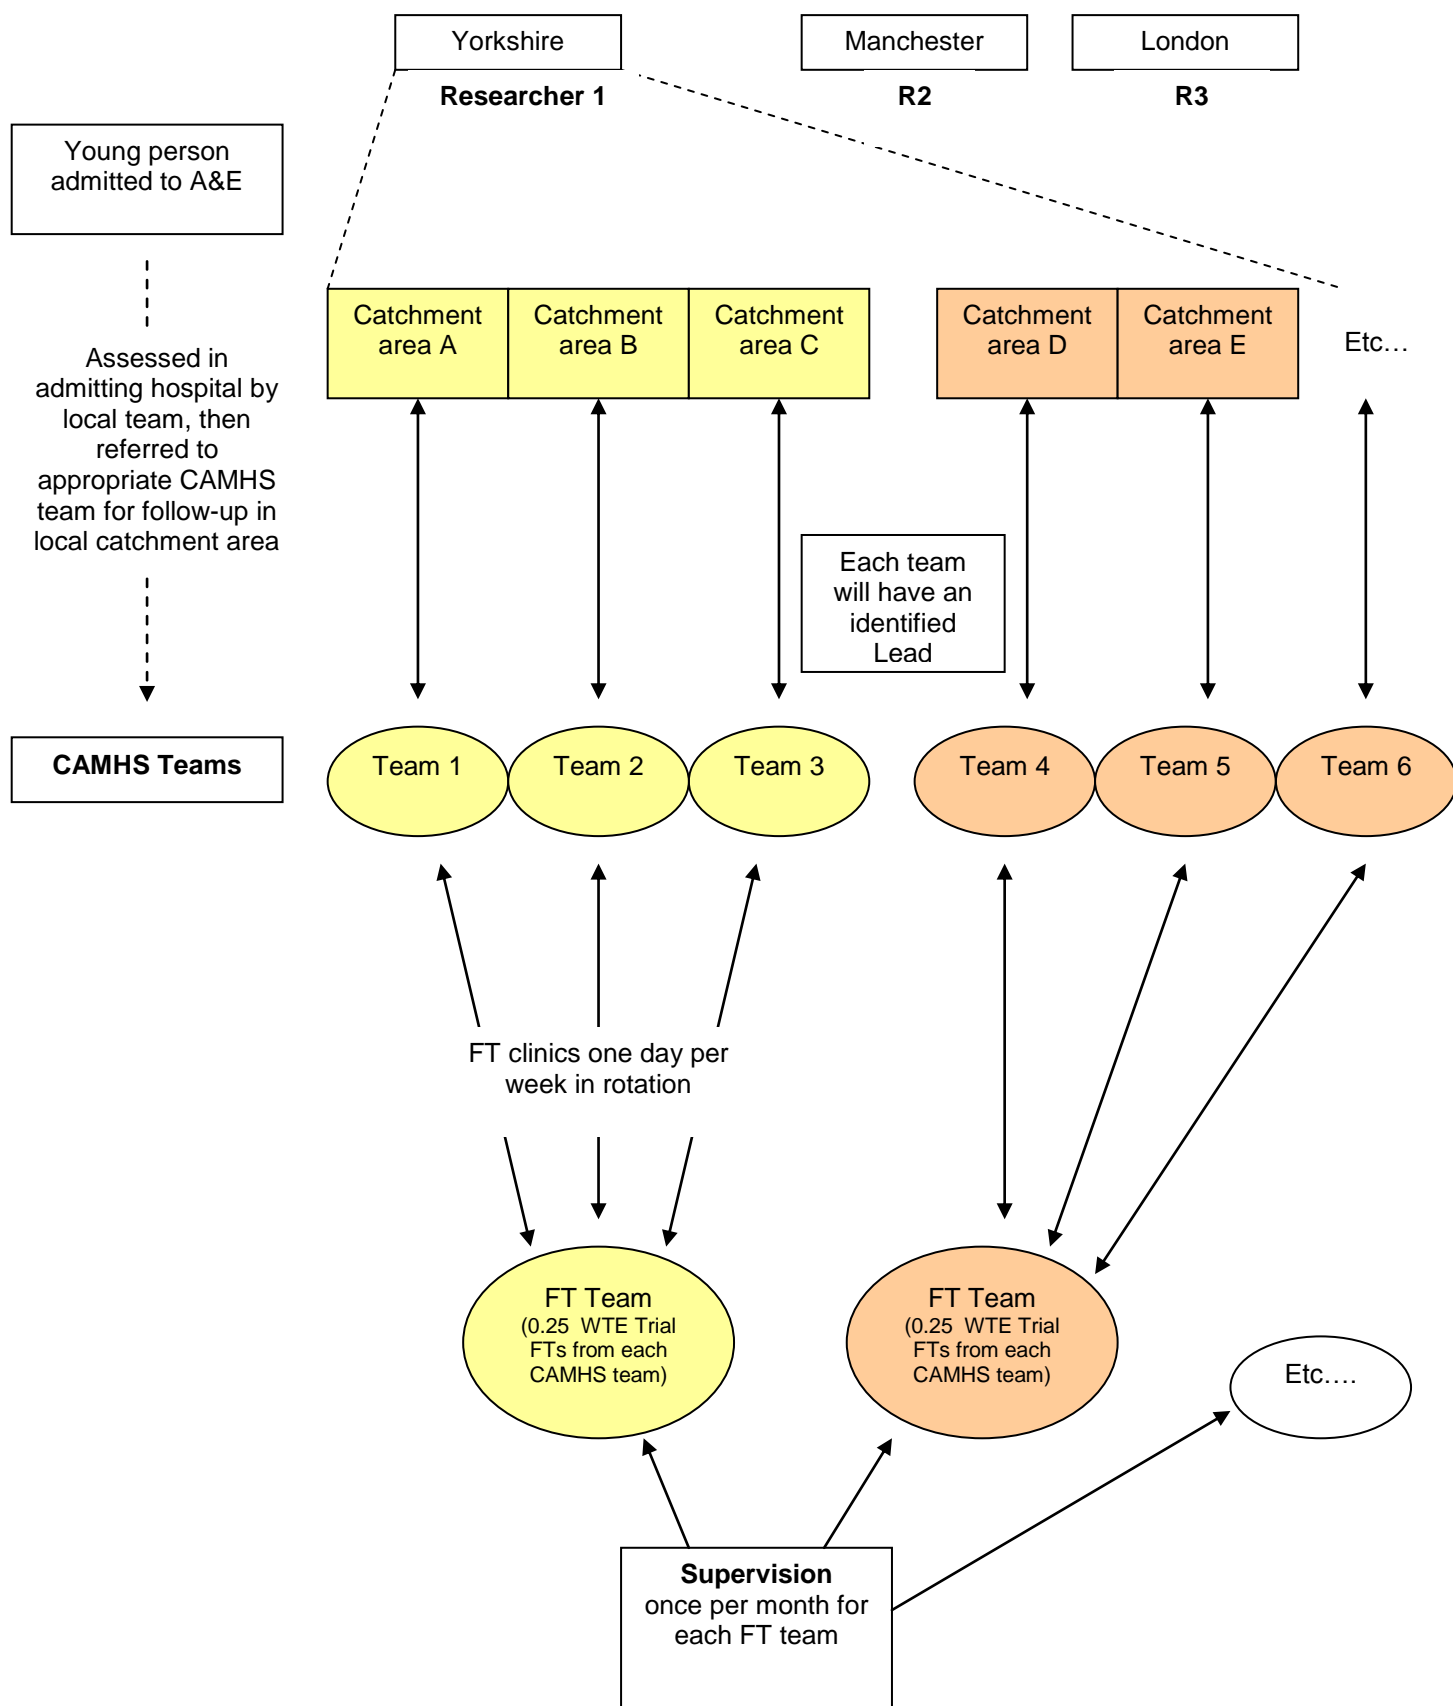 Yorkshire
Manchester
London
Researcher 1
R2
R3
Young person
admitted to A&E
Catchment
area A
Catchment
area B
Catchment
area C
Catchment
area D
Catchment
area E
Etc…
Assessed in
admitting hospital by
local team, then
referred to
appropriate CAMHS
team for follow-up in
local catchment area
Each team
will have an
identified
Lead
CAMHS Teams
Team 1
Team 2
Team 3
Team 4
Team 5
Team 6
FT clinics one day per
week in rotation
FT Team
(0.25 WTE Trial
FTs from each
CAMHS team)
FT Team
(0.25 WTE Trial
FTs from each
CAMHS team)
Etc….
Supervision
once per month for
each FT team